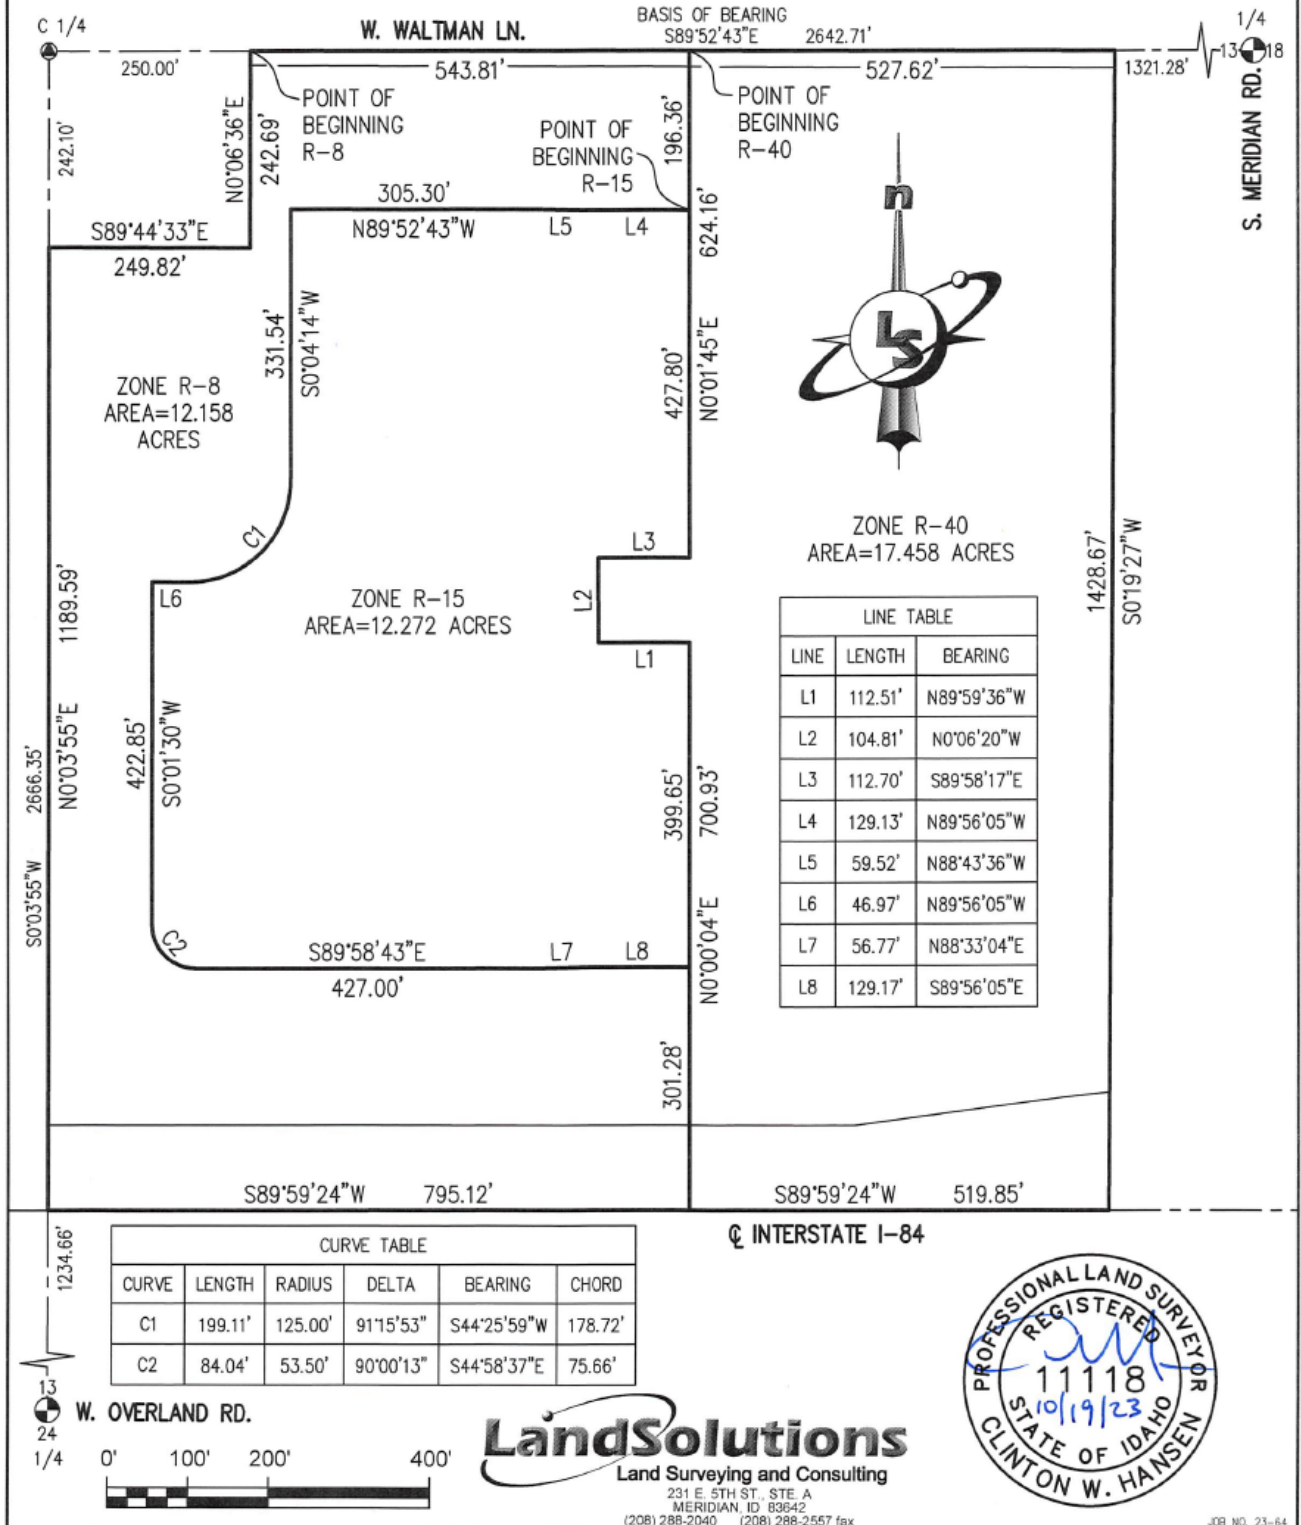 C 1/4
W. WALTMAN LN.
BASIS OF BEARING
S89°52'43"E 2642.71'
1/4
13 18
250.00'
543.81'
527.62'
1321.28'
S. MERIDIAN RD.
242.10'
N0°06'36"E
242.69'
POINT OF
BEGINNING
R-8
POINT OF
BEGINNING
R-15
196.36'
POINT OF
BEGINNING
R-40
n
LS
S89°44'33"E
249.82'
305.30'
N89°52'43"W
L5
L4
624.16'
331.54'
S0°04'14"W
427.80'
N0°01'45"E
ZONE R-8
AREA=12.158
ACRES
C1
L3
ZONE R-40
AREA=17.458 ACRES
1428.67'
S0°19'27"W
1189.59'
N0°03'55"E
L6
ZONE R-15
AREA=12.272 ACRES
L2
L1
LINE TABLE
LINE LENGTH BEARING
L1 112.51' N89°59'36"W
L2 104.81' N0°06'20"W
L3 112.70' S89°58'17"E
L4 129.13' N89°56'05"W
L5 59.52' N88°43'36"W
L6 46.97' N89°56'05"W
L7 56.77' N88°33'04"E
L8 129.17' S89°56'05"E
2666.35'
S0°03'55"W
422.85'
S0°01'30"W
399.65'
700.93'
N0°00'04"E
C2
S89°58'43"E
427.00'
L7
L8
301.28'
S89°59'24"W 795.12'
S89°59'24"W 519.85'
℄ INTERSTATE I-84
1234.66'
CURVE TABLE
CURVE LENGTH RADIUS DELTA BEARING CHORD
C1 199.11' 125.00' 91°15'53" S44°25'59"W 178.72'
C2 84.04' 53.50' 90°00'13" S44°58'37"E 75.66'
13
24
1/4
W. OVERLAND RD.
0' 100' 200' 400'
LandSolutions
Land Surveying and Consulting
231 E. 5TH ST., STE. A
MERIDIAN, ID 83642
(208) 288-2040 (208) 288-2557 fax
PROFESSIONAL LAND SURVEYOR
REGISTERED
11118
10/19/23
STATE OF IDAHO
CLINTON W. HANSEN
JOB NO. 23-64